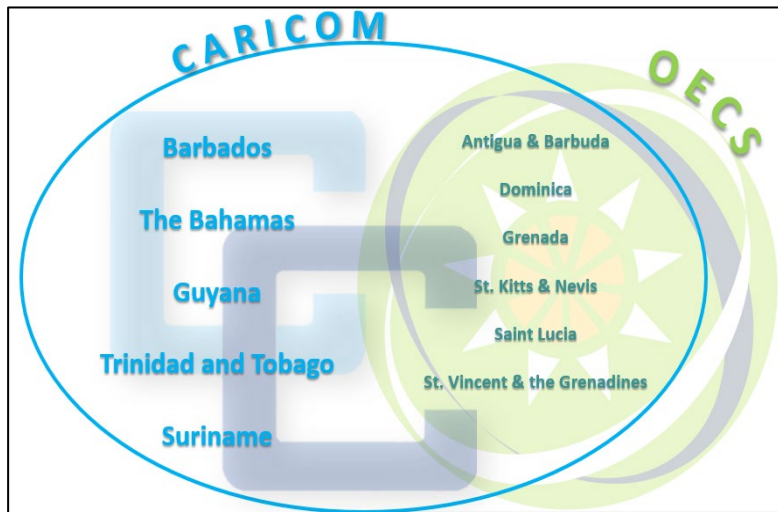 CARICOM
OECS
Barbados
The Bahamas
Guyana
Trinidad and Tobago
Suriname
Antigua & Barbuda
Dominica
Grenada
St. Kitts & Nevis
Saint Lucia
St. Vincent & the Grenadines